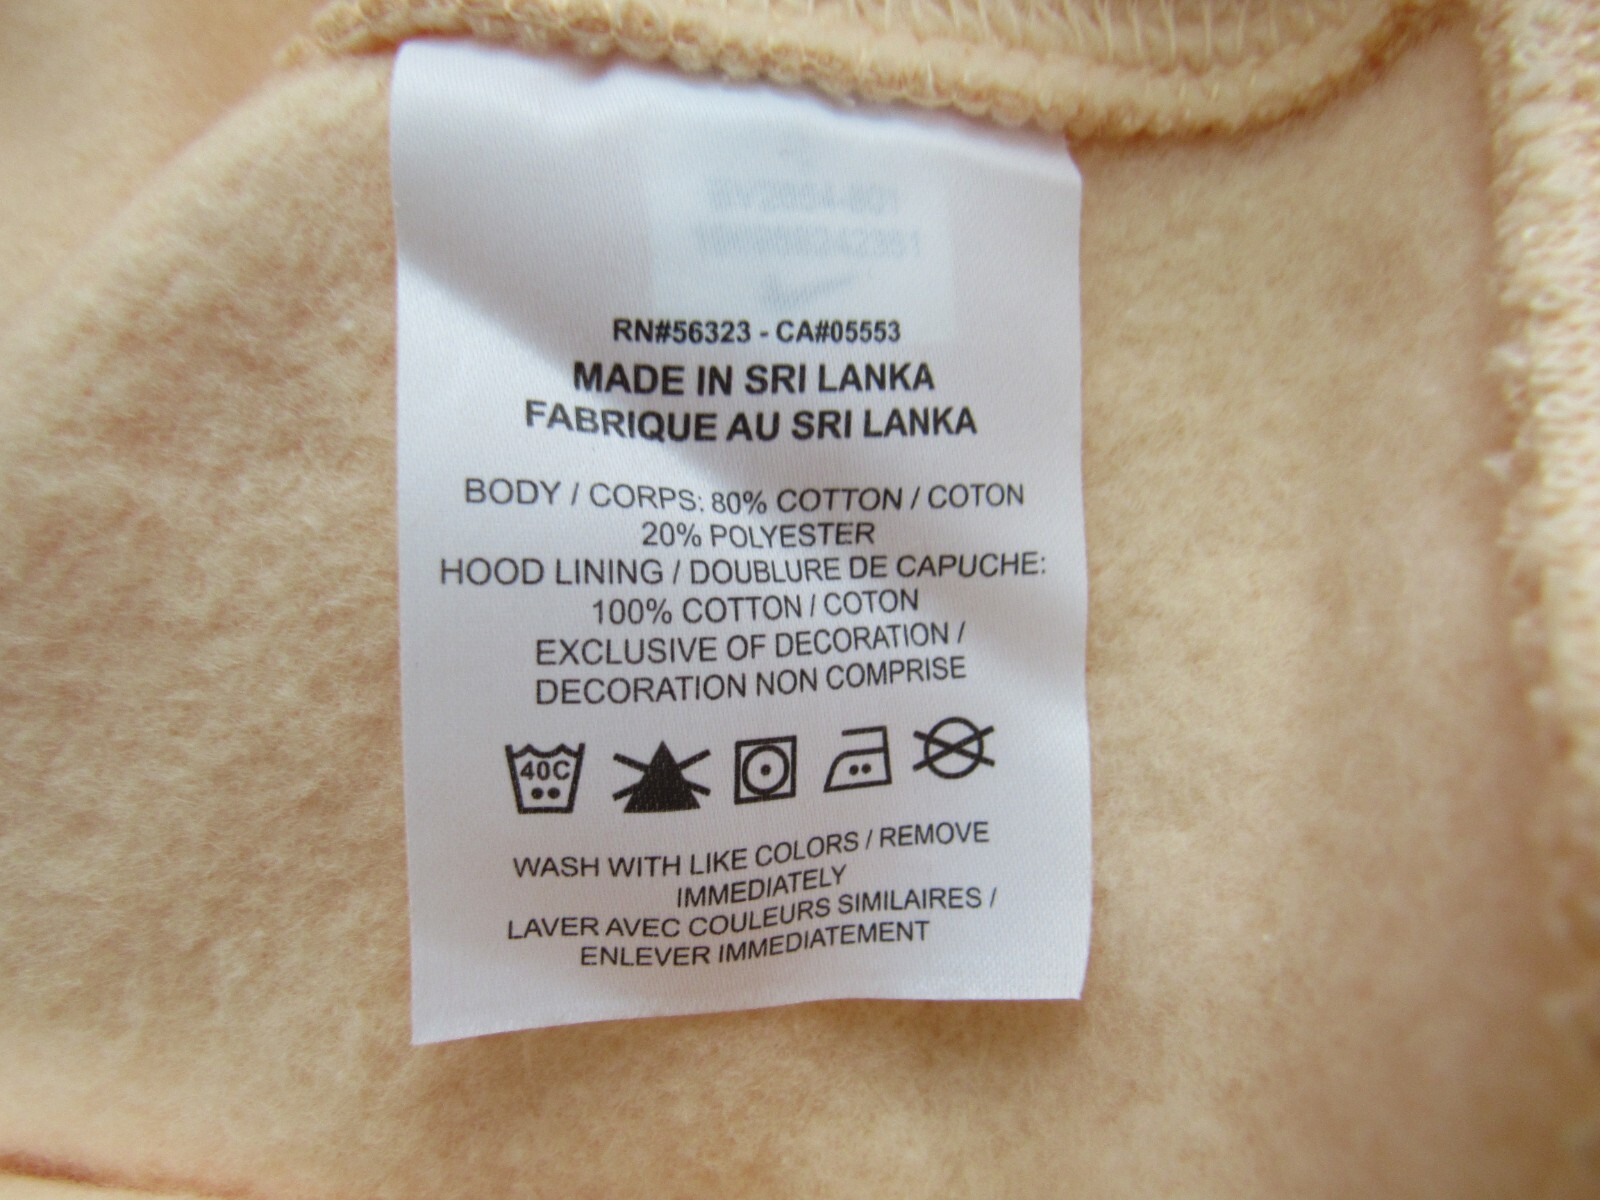 RN#56323 - CA#05553
MADE IN SRI LANKA
FABRIQUE AU SRI LANKA
BODY / CORPS: 80% COTTON / COTON
20% POLYESTER
HOOD LINING / DOUBLURE DE CAPUCHE:
100% COTTON / COTON
EXCLUSIVE OF DECORATION /
DECORATION NON COMPRISE
40C
WASH WITH LIKE COLORS / REMOVE
IMMEDIATELY
LAVER AVEC COULEURS SIMILAIRES /
ENLEVER IMMEDIATEMENT